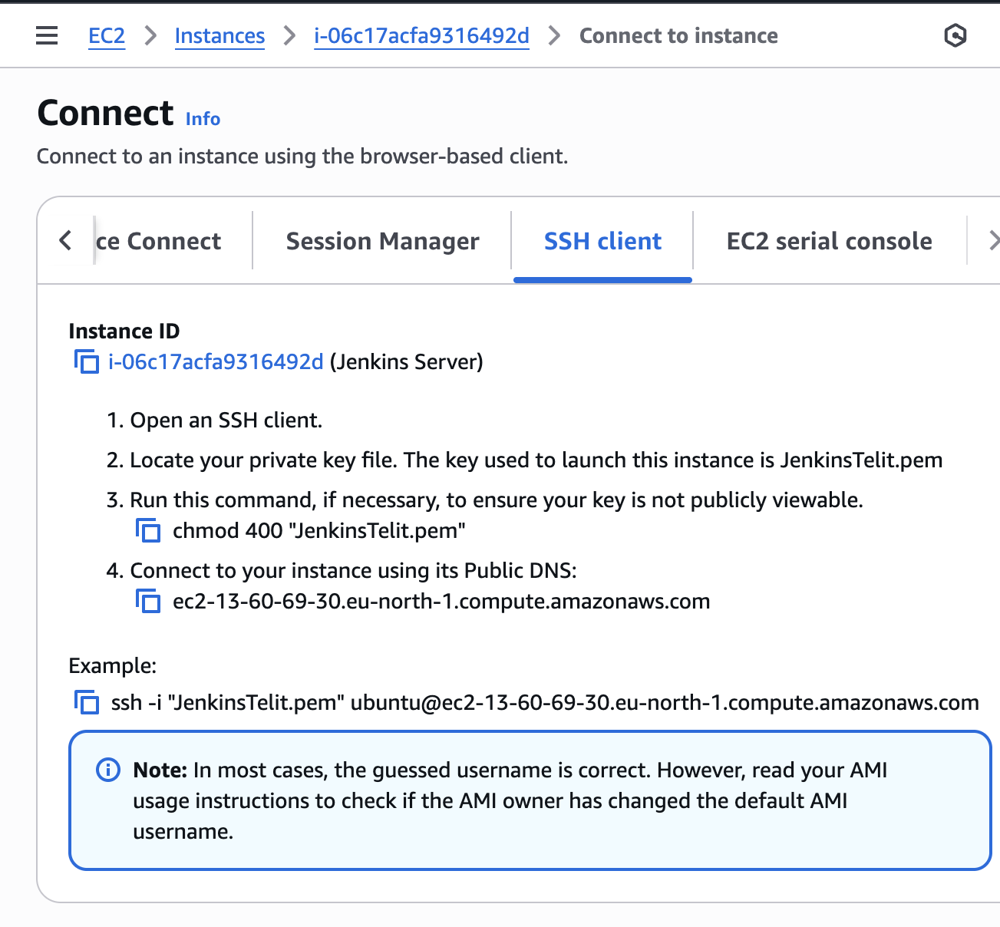 EC2 Instances i-06c17acfa9316492d Connect to instance
Connect Info
Connect to an instance using the browser-based client.
ce Connect Session Manager SSH client EC2 serial console
Instance ID
i-06c17acfa9316492d (Jenkins Server)
1. Open an SSH client.
2. Locate your private key file. The key used to launch this instance is JenkinsTelit.pem
3. Run this command, if necessary, to ensure your key is not publicly viewable.
chmod 400 "JenkinsTelit.pem"
4. Connect to your instance using its Public DNS:
ec2-13-60-69-30.eu-north-1.compute.amazonaws.com
Example:
ssh -i "JenkinsTelit.pem" ubuntu@ec2-13-60-69-30.eu-north-1.compute.amazonaws.com
Note: In most cases, the guessed username is correct. However, read your AMI
usage instructions to check if the AMI owner has changed the default AMI
username.